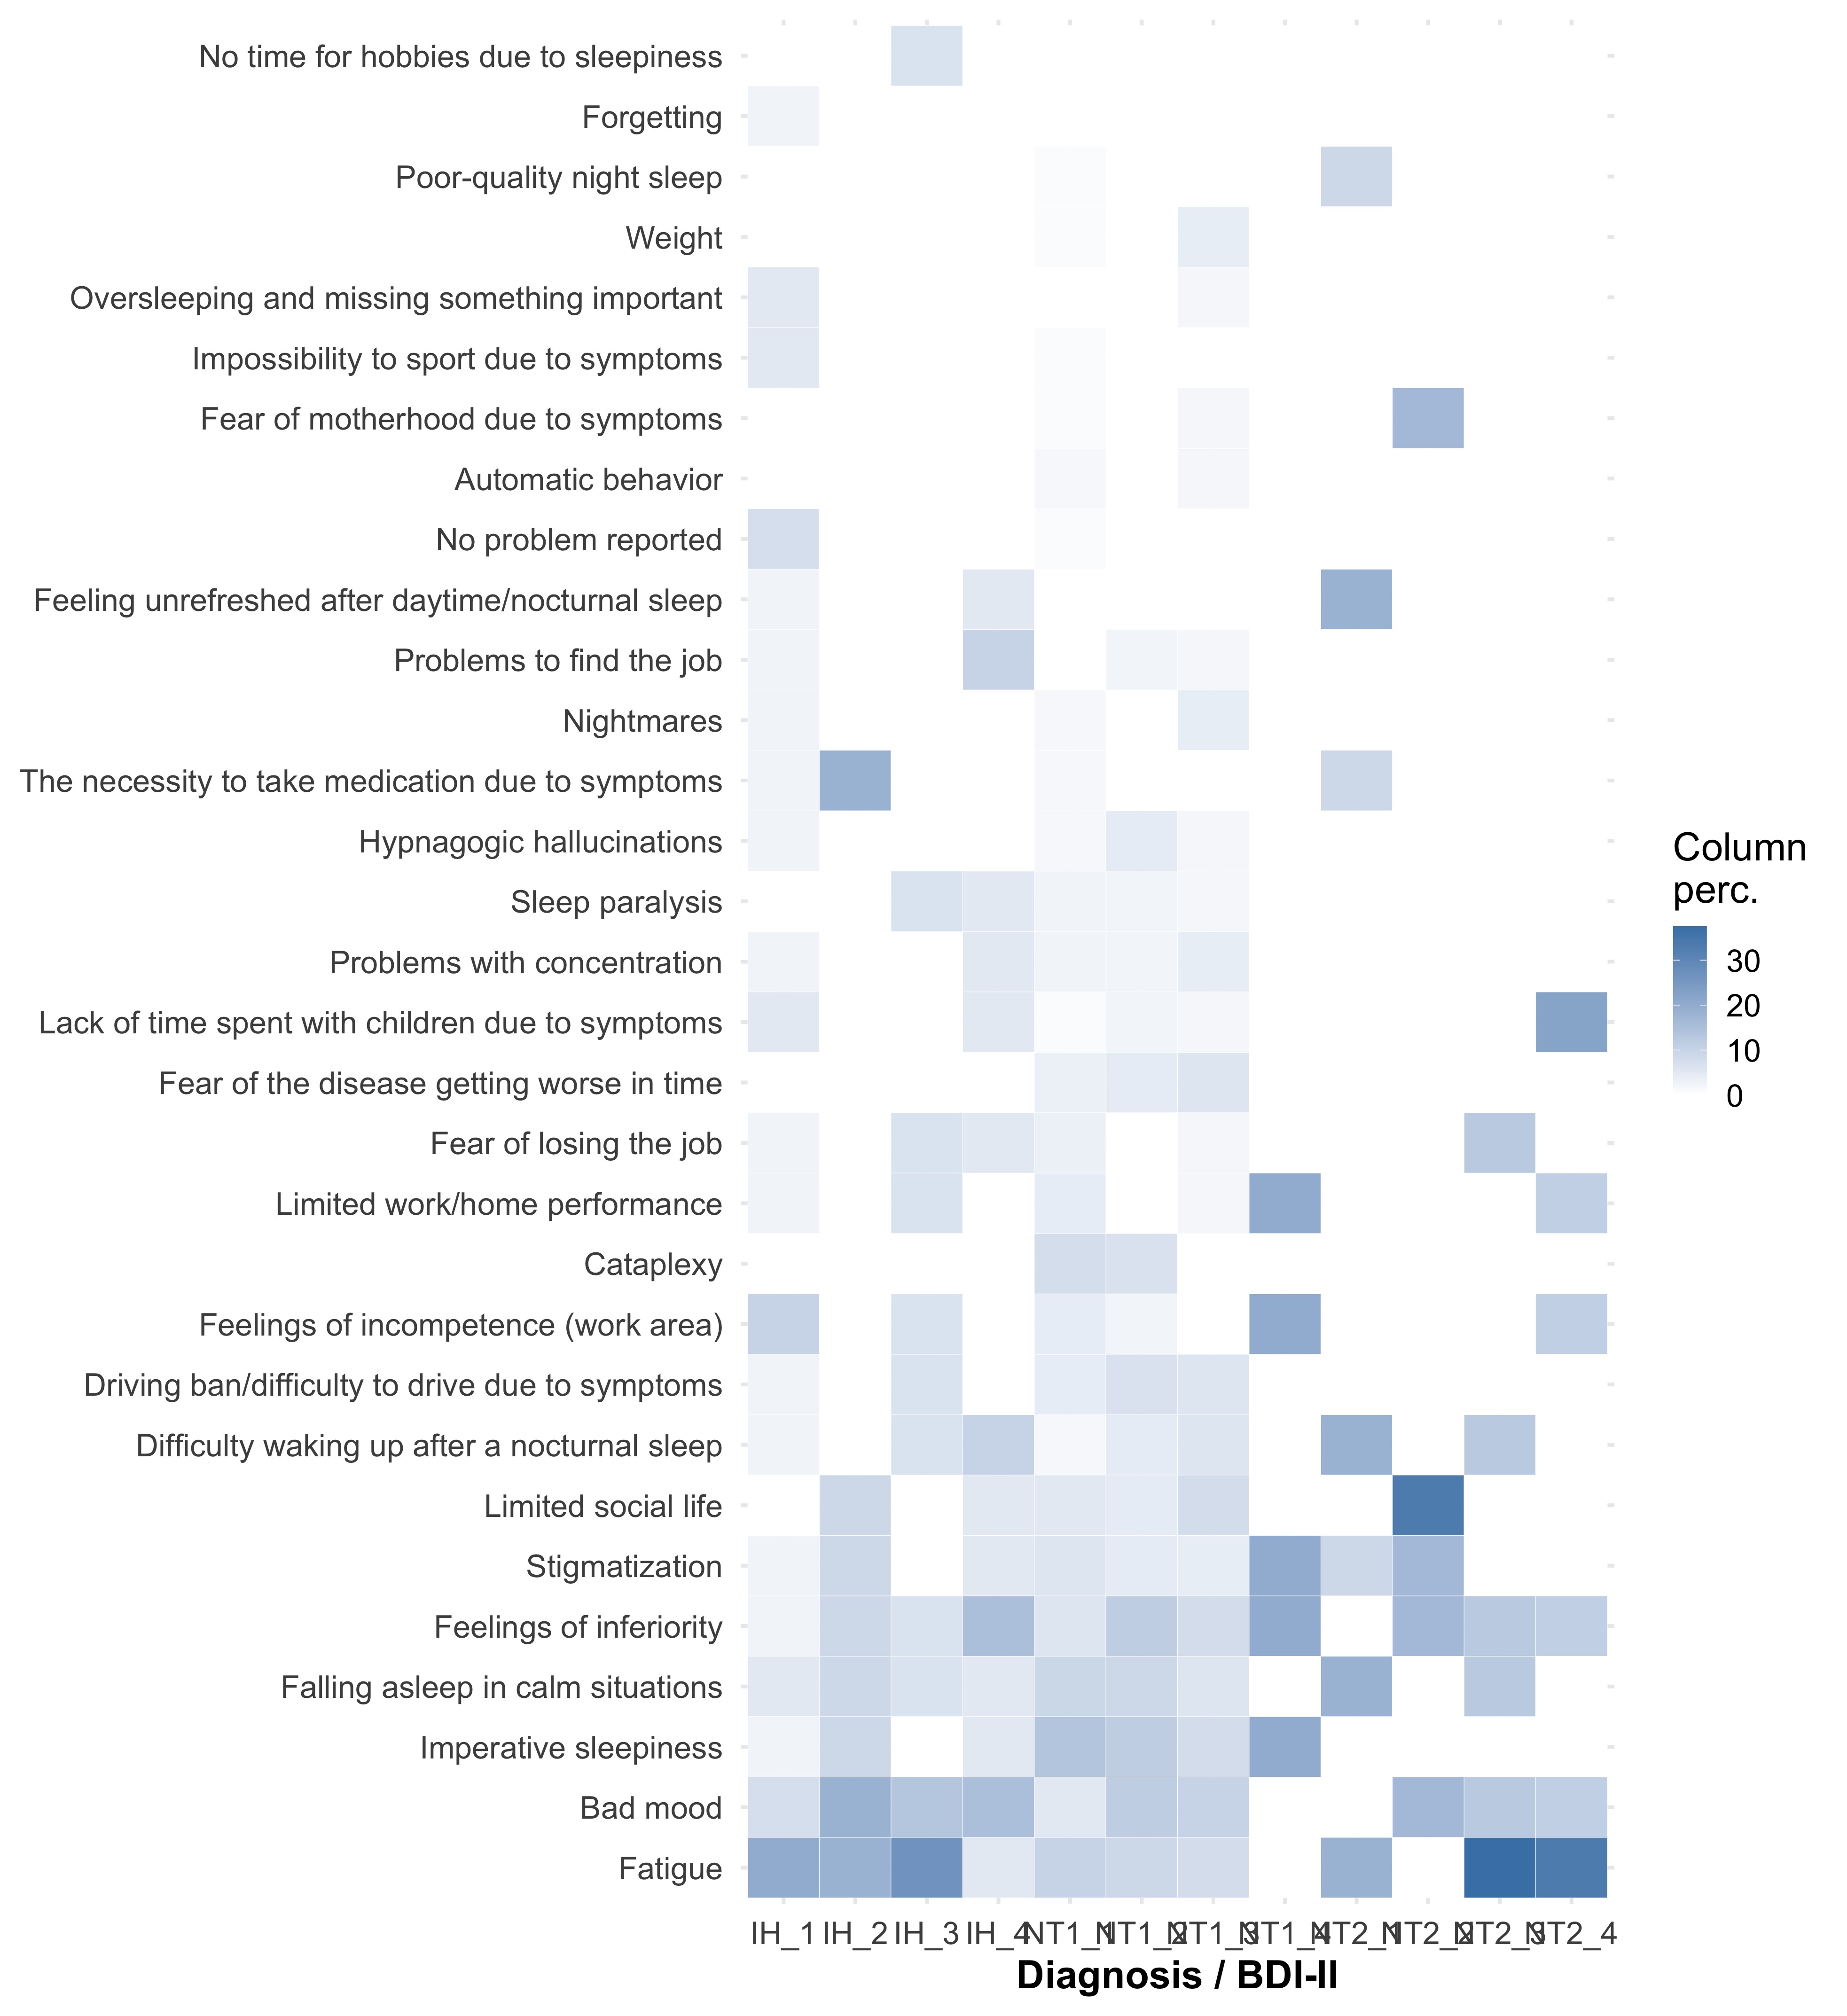 No time for hobbies due to sleepiness
Forgetting
Poor-quality night sleep
Weight
Oversleeping and missing something important
Impossibility to sport due to symptoms
Fear of motherhood due to symptoms
Automatic behavior
No problem reported
Feeling unrefreshed after daytime/nocturnal sleep
Problems to find the job
Nightmares
The necessity to take medication due to symptoms
Hypnagogic hallucinations
Sleep paralysis
Problems with concentration
Lack of time spent with children due to symptoms
Fear of the disease getting worse in time
Fear of losing the job
Limited work/home performance
Cataplexy
Feelings of incompetence (work area)
Driving ban/difficulty to drive due to symptoms
Difficulty waking up after a nocturnal sleep
Limited social life
Stigmatization
Feelings of inferiority
Falling asleep in calm situations
Imperative sleepiness
Bad mood
Fatigue
IH_1 IH_2 IH_3 IH_4 NT1_1 NT1_2 NT1_3 NT1_4 NT2_1 NT2_2 NT2_3 NT2_4
Diagnosis / BDI-II
Column
perc.
30
20
10
0